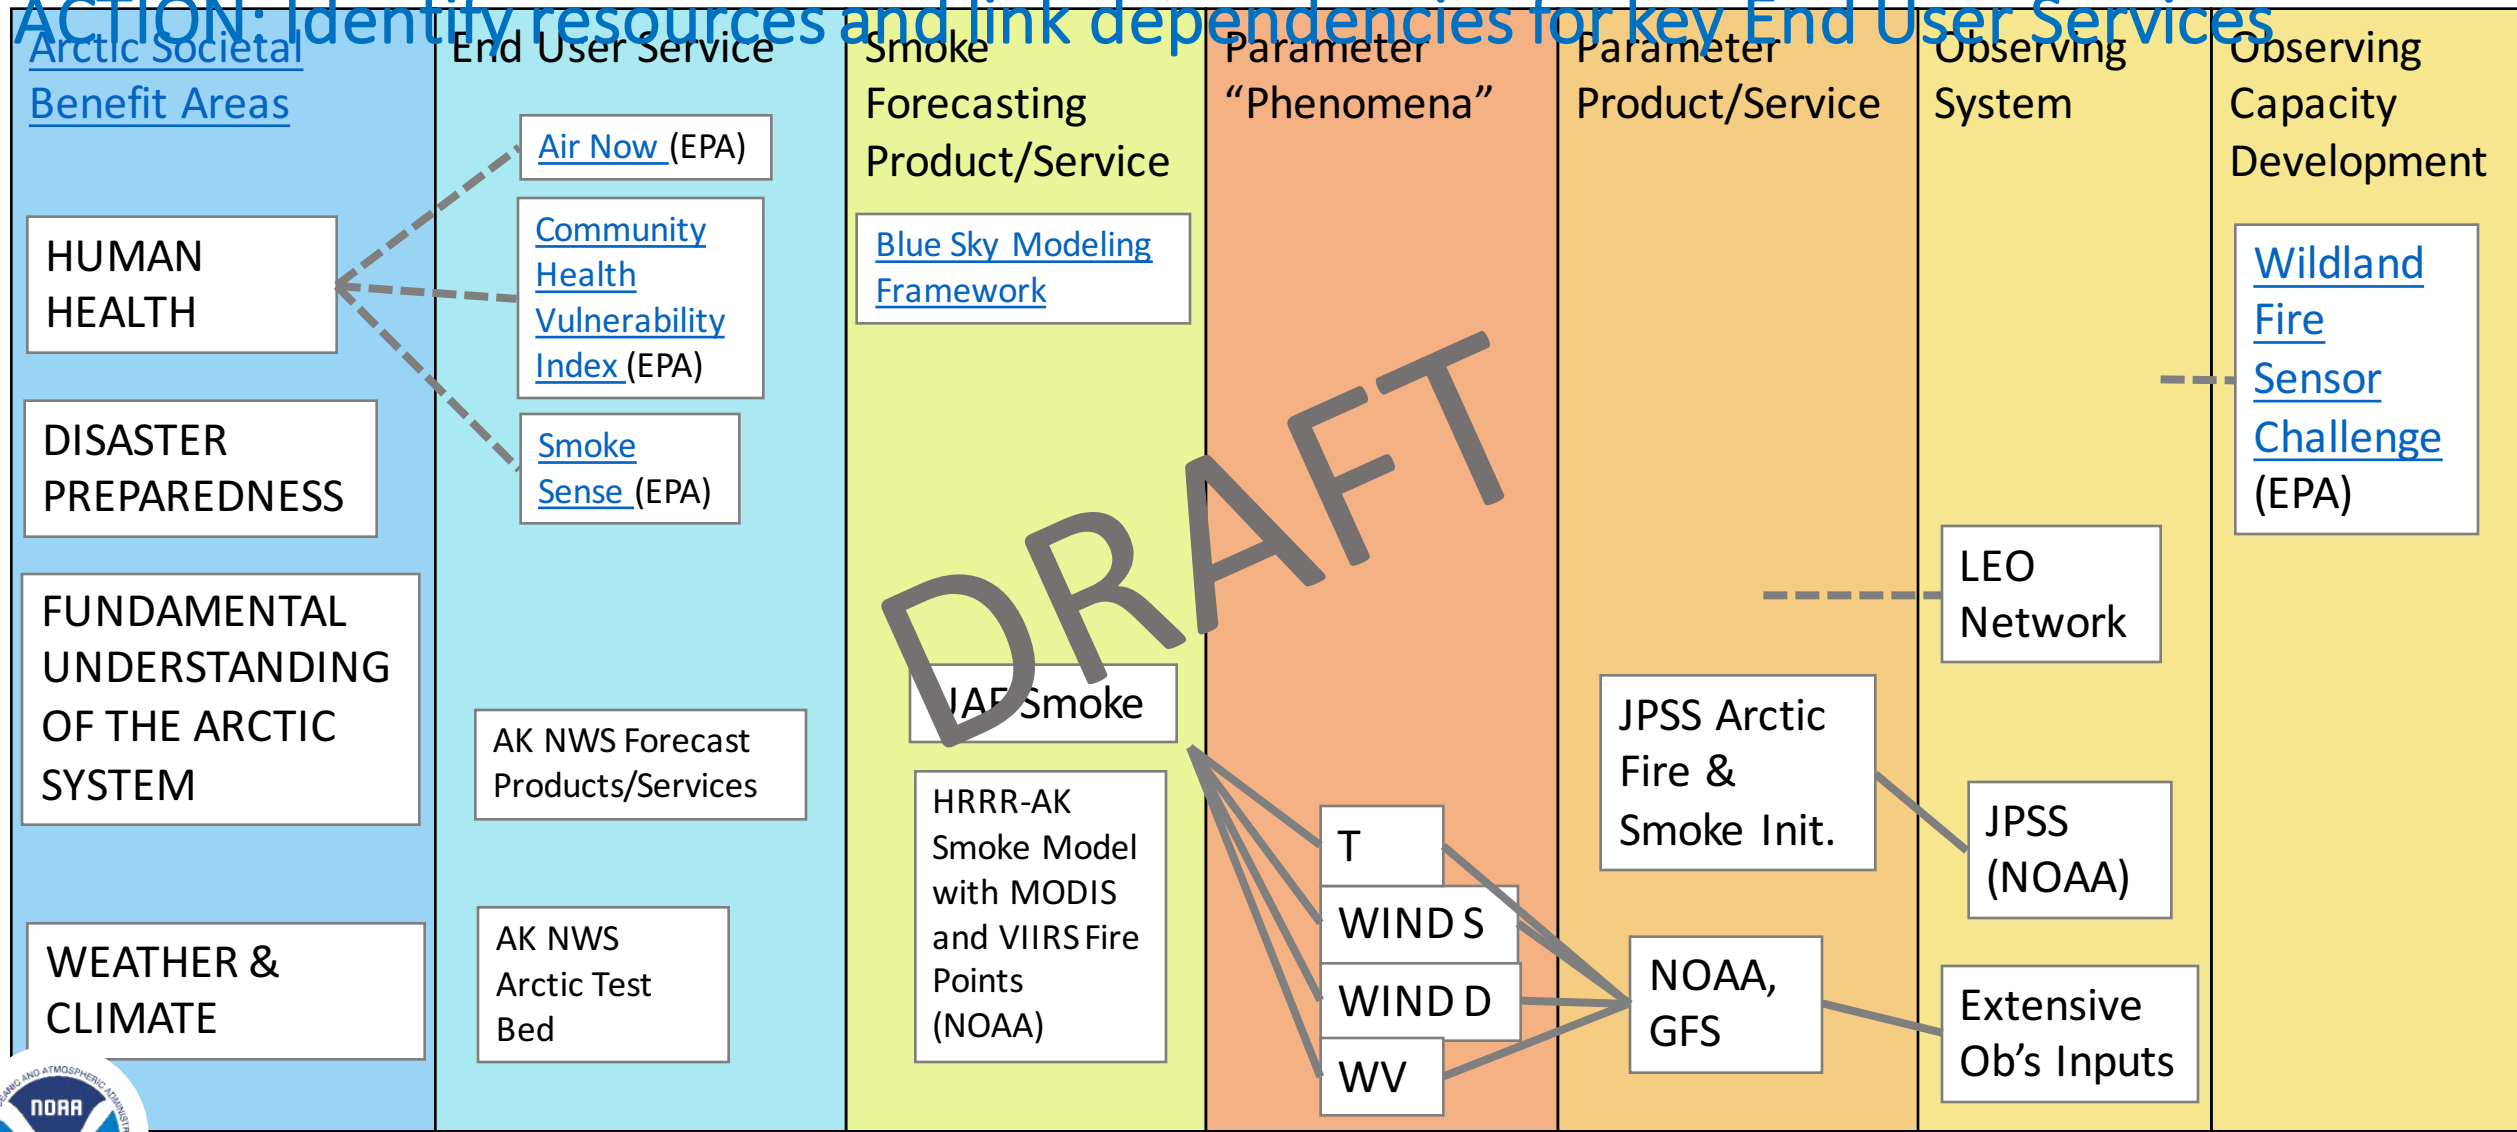 ACTION: Identify resources and link dependencies for key End User Services
Arctic Societal
Benefit Areas
HUMAN
HEALTH
DISASTER
PREPAREDNESS
FUNDAMENTAL
UNDERSTANDING
OF THE ARCTIC
SYSTEM
WEATHER &
CLIMATE
NOAA
End User Service
Air Now (EPA)
Community
Health
Vulnerability
Index (EPA)
Smoke
Sense (EPA)
AK NWS Forecast
Products/Services
AK NWS
Arctic Test
Bed
Smoke
Forecasting
Product/Service
Blue Sky Modeling
Framework
UAF Smoke
HRRR-AK
Smoke Model
with MODIS
and VIIRS Fire
Points
(NOAA)
DRAFT
Parameter
“Phenomena”
T
WIND S
WIND D
WV
Parameter
Product/Service
JPSS Arctic
Fire &
Smoke Init.
NOAA,
GFS
Observing
System
LEO
Network
JPSS
(NOAA)
Extensive
Ob’s Inputs
Observing
Capacity
Development
Wildland
Fire
Sensor
Challenge
(EPA)